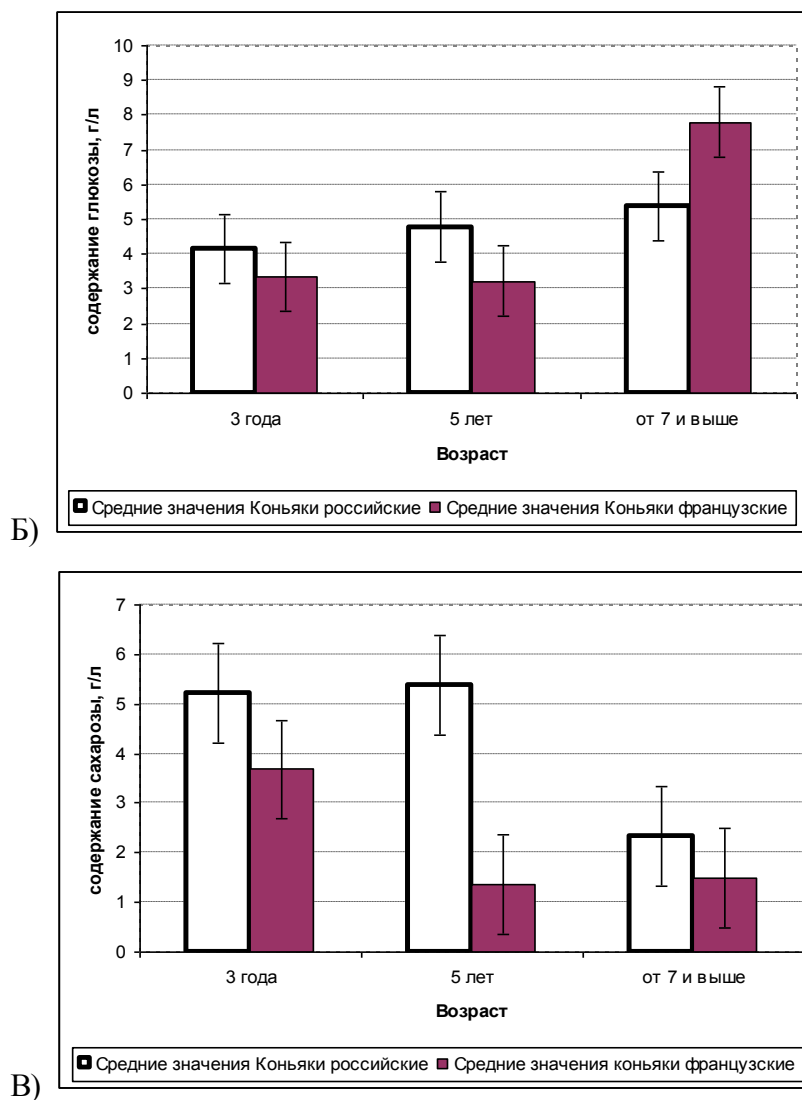 10
9
8
7
6
5
4
3
2
1
0
содержание глюкозы, г/л
3 года 5 лет от 7 и выше
Возраст
Средние значения Коньяки российские Средние значения Коньяки французские
Б)
7
6
5
4
3
2
1
0
содержание сахарозы, г/л
3 года 5 лет от 7 и выше
Возраст
Средние значения Коньяки российские Средние значения коньяки французские
В)